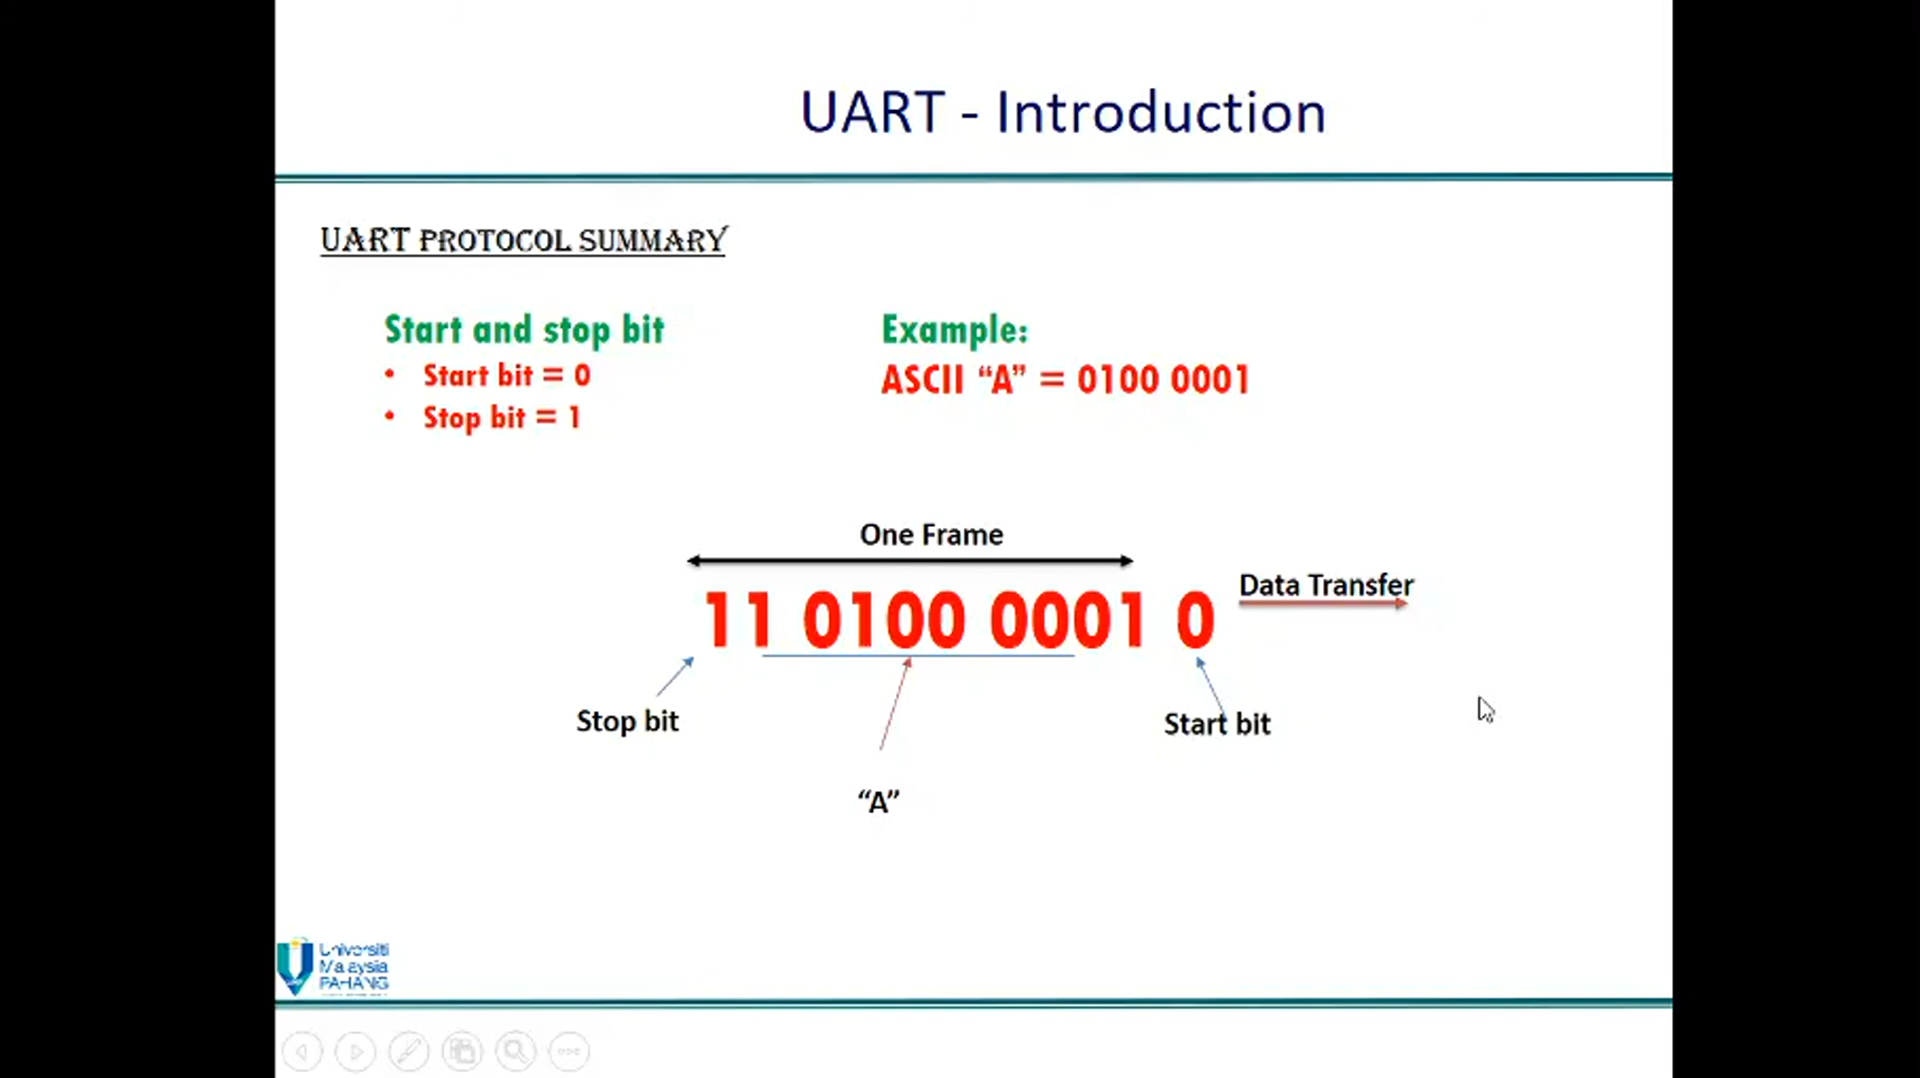 UART - Introduction
UART PROTOCOL SUMMARY
Start and stop bit
• Start bit = 0
• Stop bit = 1
Example:
ASCII “A” = 0100 0001
One Frame
11 0100 0001 0
Data Transfer
Stop bit
Start bit
“A”
Universiti
Malaysia
PAHANG